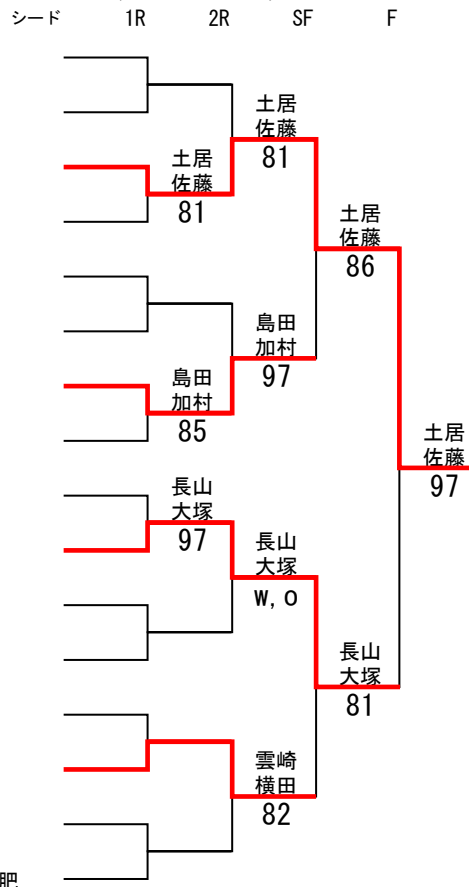 シード 1R 2R SF F
土居
佐藤
81
土居
佐藤
81
土居
佐藤
86
島田
加村
97
島田
加村
85
土居
佐藤
97
長山
大塚
97
長山
大塚
W,O
長山
大塚
81
雲崎
横田
82
肥